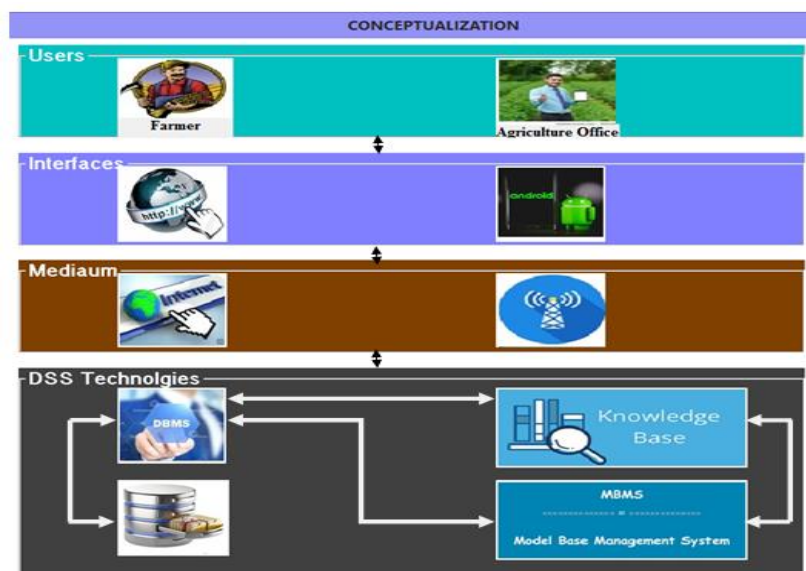 CONCEPTUALIZATION
Users
Farmer
Agriculture Office
Interfaces
http://www.
android
Mediaum
Internet
DSS Technolgies
DBMS
Knowledge
Base
MBMS
Model Base Management System